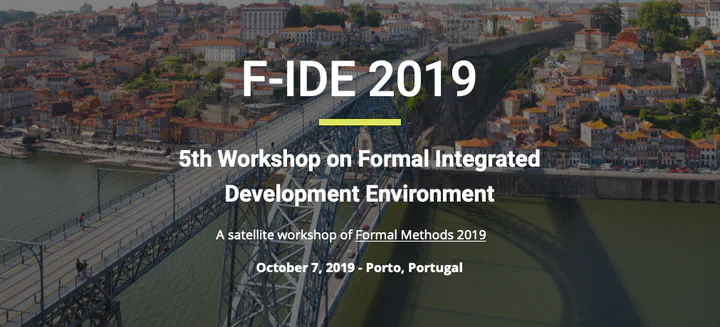 F-IDE 2019
5th Workshop on Formal Integrated
Development Environment
A satellite workshop of Formal Methods 2019
October 7, 2019 - Porto, Portugal